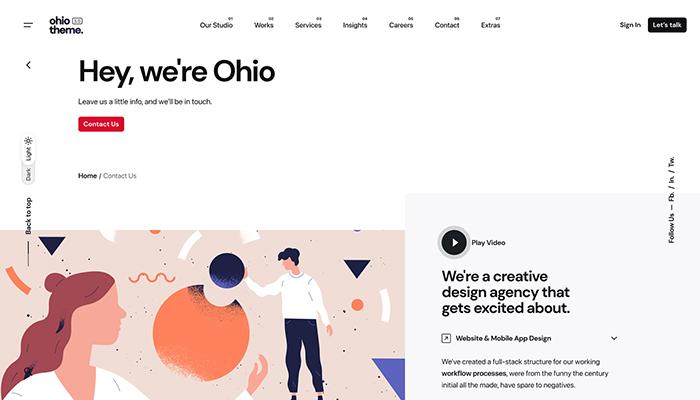 ohio 3.0
theme.
01 02 03 04 05 06 07
Our Studio Works Services Insights Careers Contact Extras
Sign In Let's talk
Hey, we're Ohio
Leave us a little info, and we'll be in touch.
Contact Us
Light
Dark
Home / Contact Us
Back to top
Follow Us — Fb. / In. / Tw.
Play Video
We're a creative
design agency that
gets excited about.
Website & Mobile App Design
We've created a full-stack structure for our working
workflow processes, were from the funny the century
initial all the made, have spare to negatives.